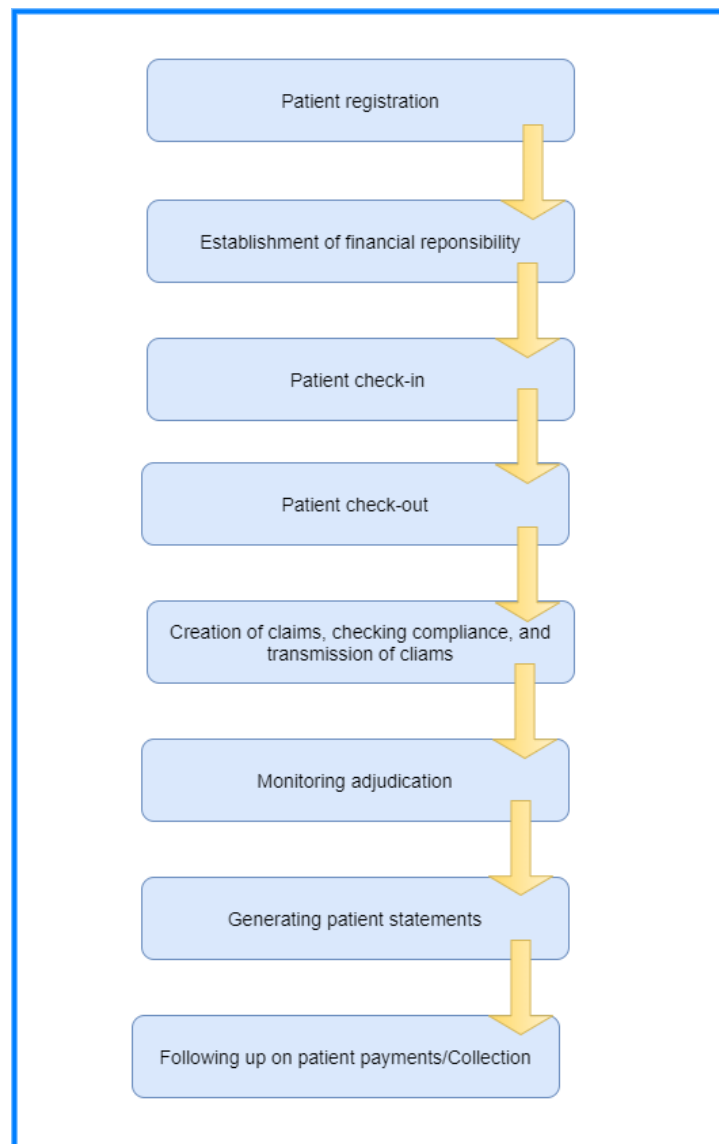 Patient registration
Establishment of financial reponsibility
Patient check-in
Patient check-out
Creation of claims, checking compliance, and
transmission of cliams
Monitoring adjudication
Generating patient statements
Following up on patient payments/Collection